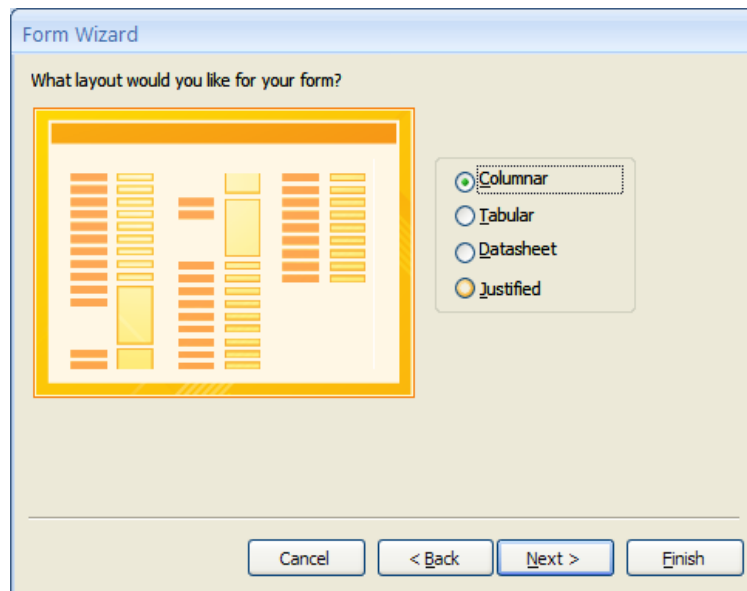 Form Wizard
What layout would you like for your form?
Columnar
Tabular
Datasheet
Justified
Cancel
< Back
Next >
Finish